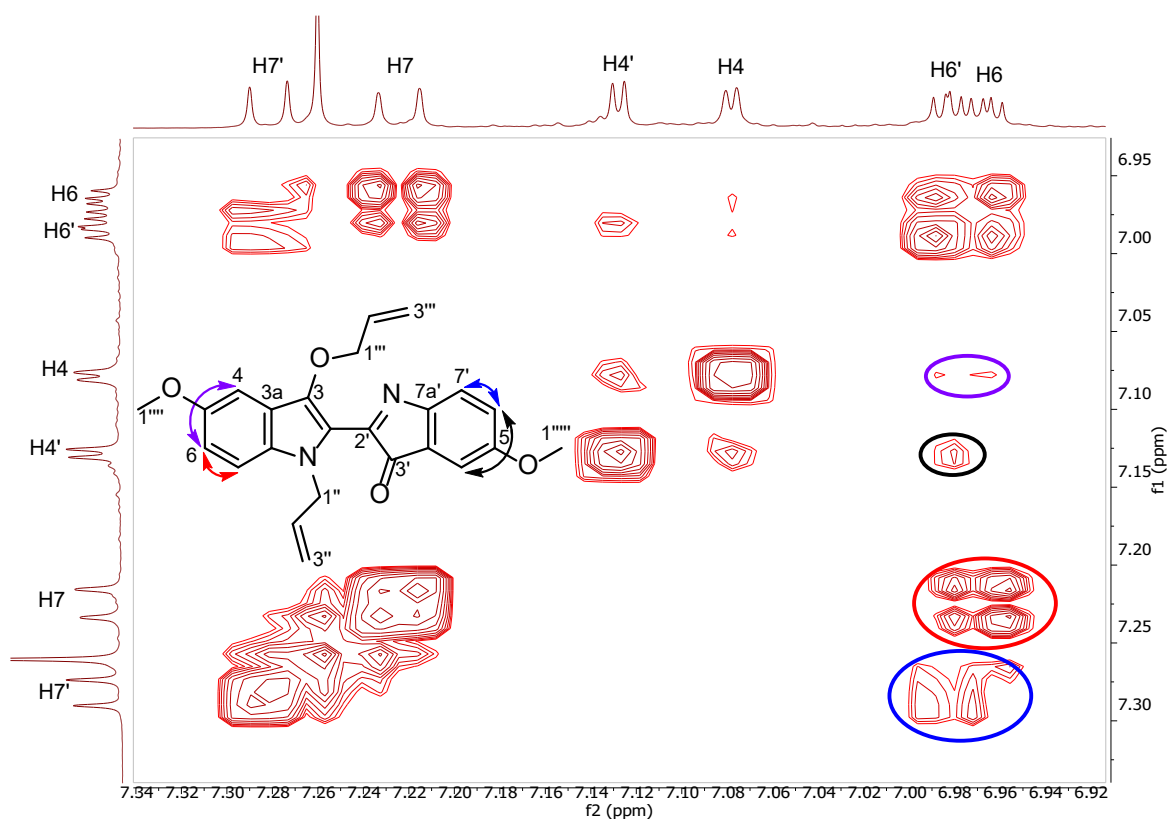 H7' H7 H4' H4 H6' H6
H6
H6'
H4
H4'
H7
H7'
6.95
7.00
7.05
7.10
7.15
7.20
7.25
7.30
f1 (ppm)
3'''
O 1'''
4 3 N 7'
O 3a 7a'
1'''' 2' 5 1'''''
6 3' O
N O
1''
3''
7.34 7.32 7.30 7.28 7.26 7.24 7.22 7.20 7.18 7.16 7.14 7.12 7.10 7.08 7.06 7.04 7.02 7.00 6.98 6.96 6.94 6.92
f2 (ppm)